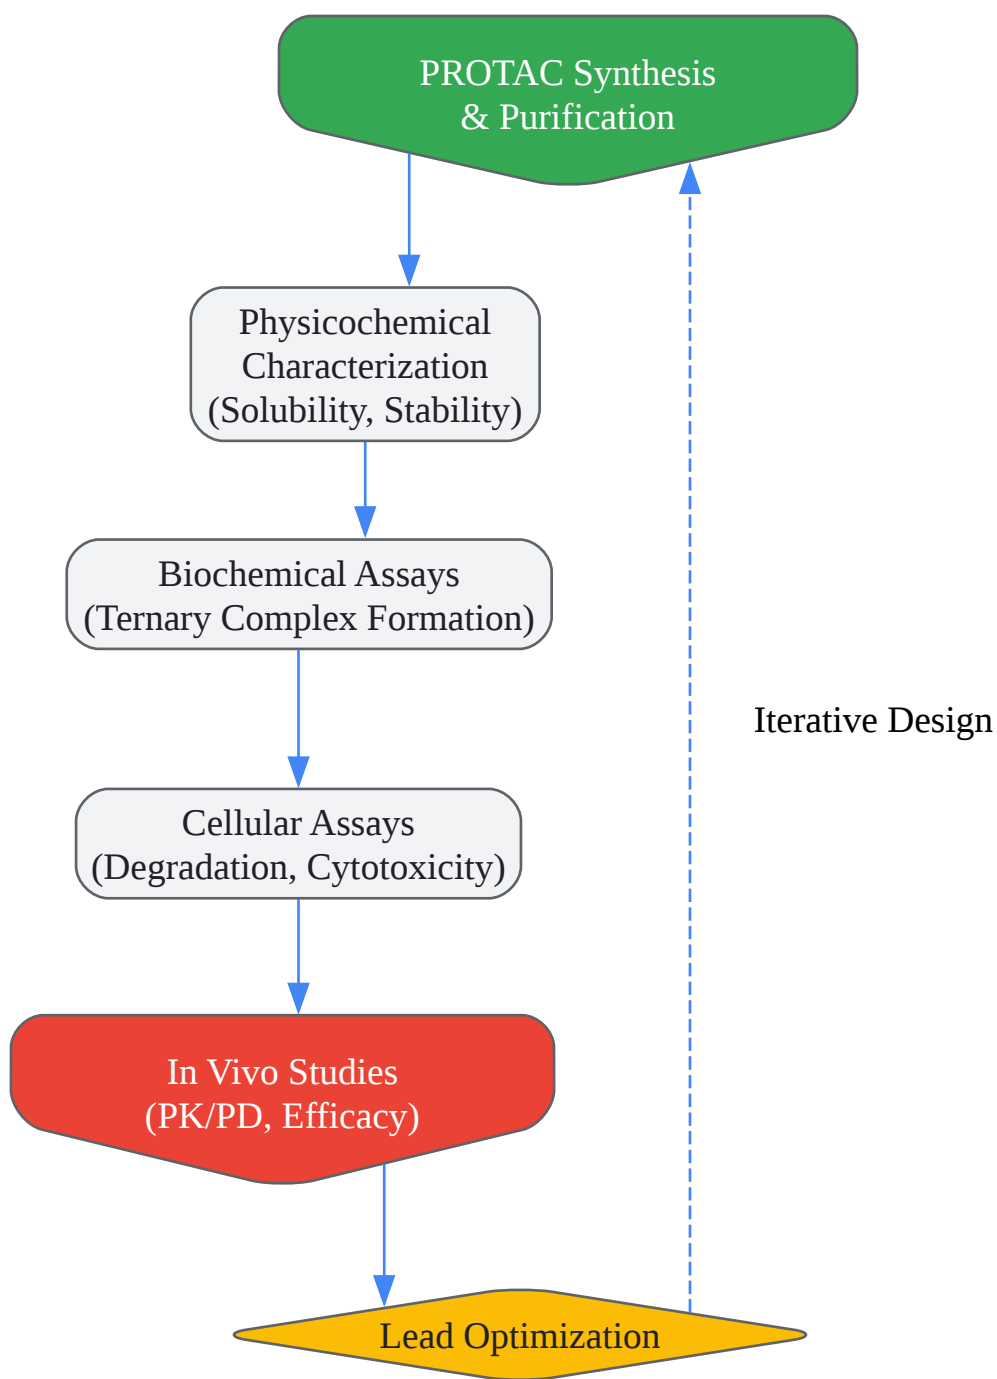 PROTAC Synthesis
& Purification
Physicochemical
Characterization
(Solubility, Stability)
Biochemical Assays
(Ternary Complex Formation)
Iterative Design
Cellular Assays
(Degradation, Cytotoxicity)
In Vivo Studies
(PK/PD, Efficacy)
Lead Optimization